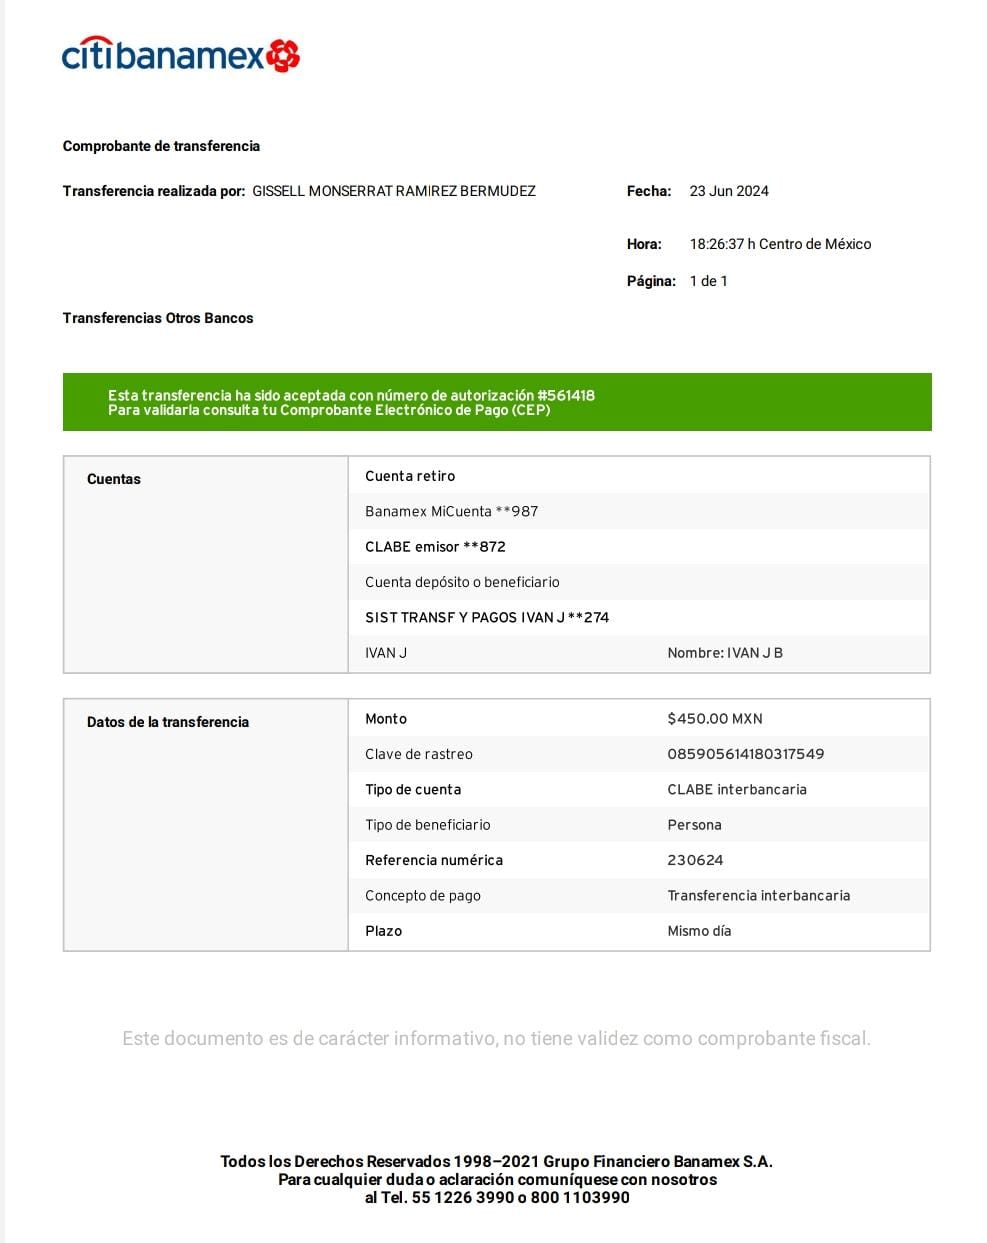 citibanamex
Comprobante de transferencia
Transferencia realizada por: GISSELL MONSERRAT RAMIREZ BERMUDEZ
Fecha: 23 Jun 2024
Hora: 18:26:37 h Centro de México
Página: 1 de 1
Transferencias Otros Bancos
Esta transferencia ha sido aceptada con número de autorización #561418
Para validarla consulta tu Comprobante Electrónico de Pago (CEP)
Cuentas
Cuenta retiro
Banamex MiCuenta **987
CLABE emisor **872
Cuenta depósito o beneficiario
SIST TRANSF Y PAGOS IVAN J **274
IVAN J Nombre: IVAN J B
Datos de la transferencia
Monto $450.00 MXN
Clave de rastreo 085905614180317549
Tipo de cuenta CLABE interbancaria
Tipo de beneficiario Persona
Referencia numérica 230624
Concepto de pago Transferencia interbancaria
Plazo Mismo día
Este documento es de carácter informativo, no tiene validez como comprobante fiscal.
Todos los Derechos Reservados 1998–2021 Grupo Financiero Banamex S.A.
Para cualquier duda o aclaración comuníquese con nosotros
al Tel. 55 1226 3990 o 800 1103990